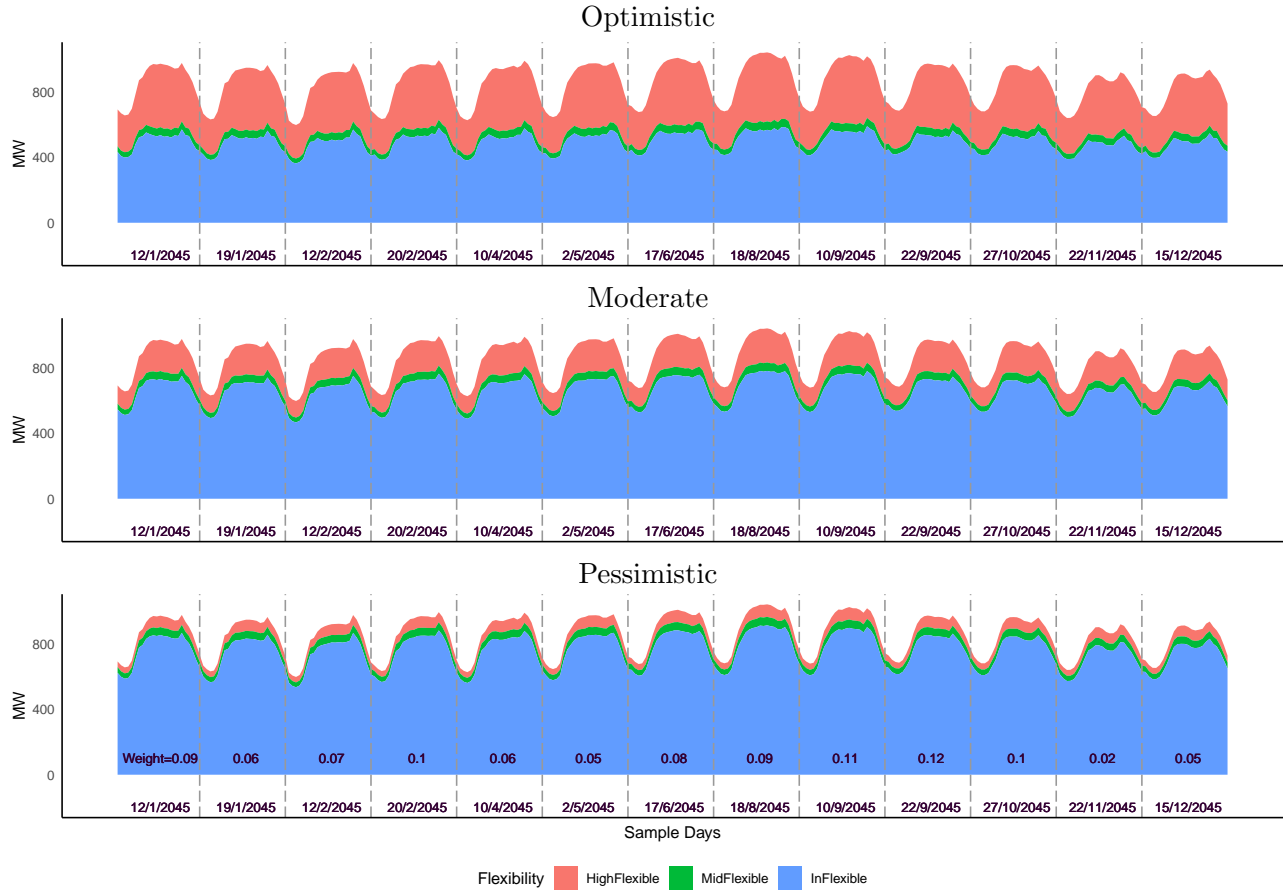 Optimistic
800
400
0
MW
12/1/2045 19/1/2045 12/2/2045 20/2/2045 10/4/2045 2/5/2045 17/6/2045 18/8/2045 10/9/2045 22/9/2045 27/10/2045 22/11/2045 15/12/2045
Moderate
800
400
0
MW
12/1/2045 19/1/2045 12/2/2045 20/2/2045 10/4/2045 2/5/2045 17/6/2045 18/8/2045 10/9/2045 22/9/2045 27/10/2045 22/11/2045 15/12/2045
Pessimistic
800
400
0
MW
Weight=0.09 0.06 0.07 0.1 0.06 0.05 0.08 0.09 0.11 0.12 0.1 0.02 0.05
12/1/2045 19/1/2045 12/2/2045 20/2/2045 10/4/2045 2/5/2045 17/6/2045 18/8/2045 10/9/2045 22/9/2045 27/10/2045 22/11/2045 15/12/2045
Sample Days
Flexibility HighFlexible MidFlexible InFlexible